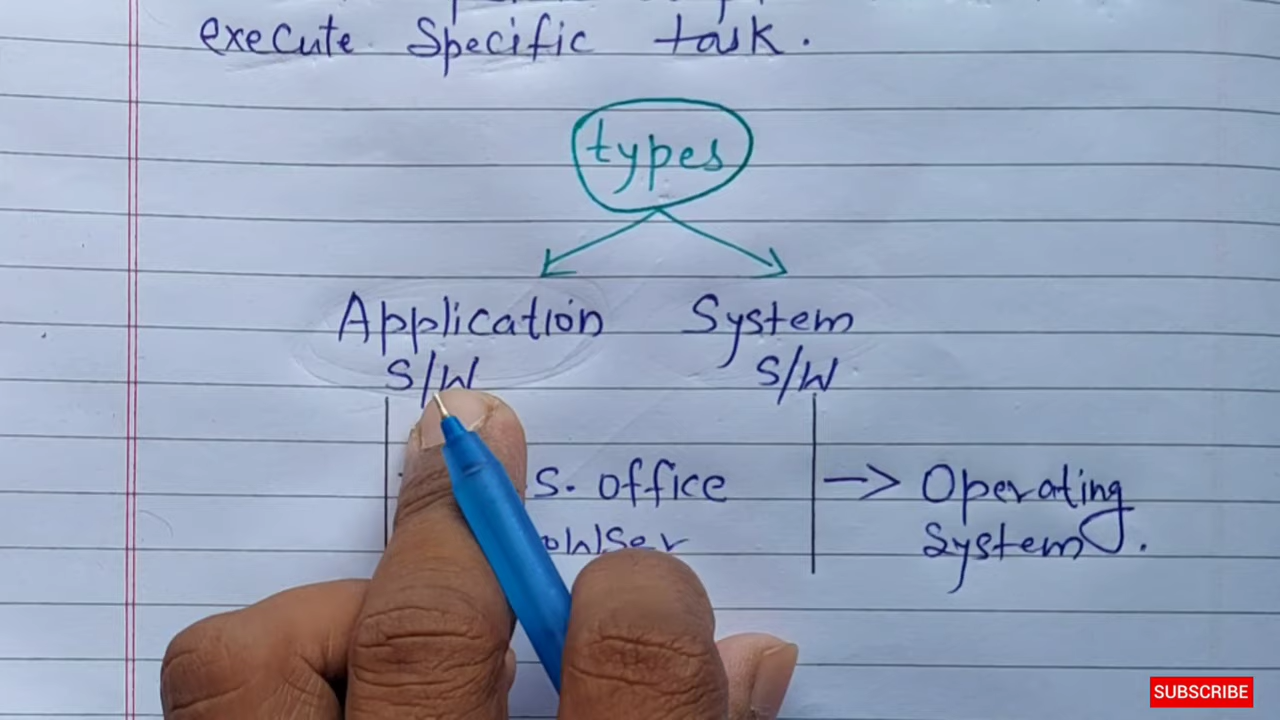 execute specific task.
types
Application System
S/W S/W
S. office -> Operating
System.
SUBSCRIBE